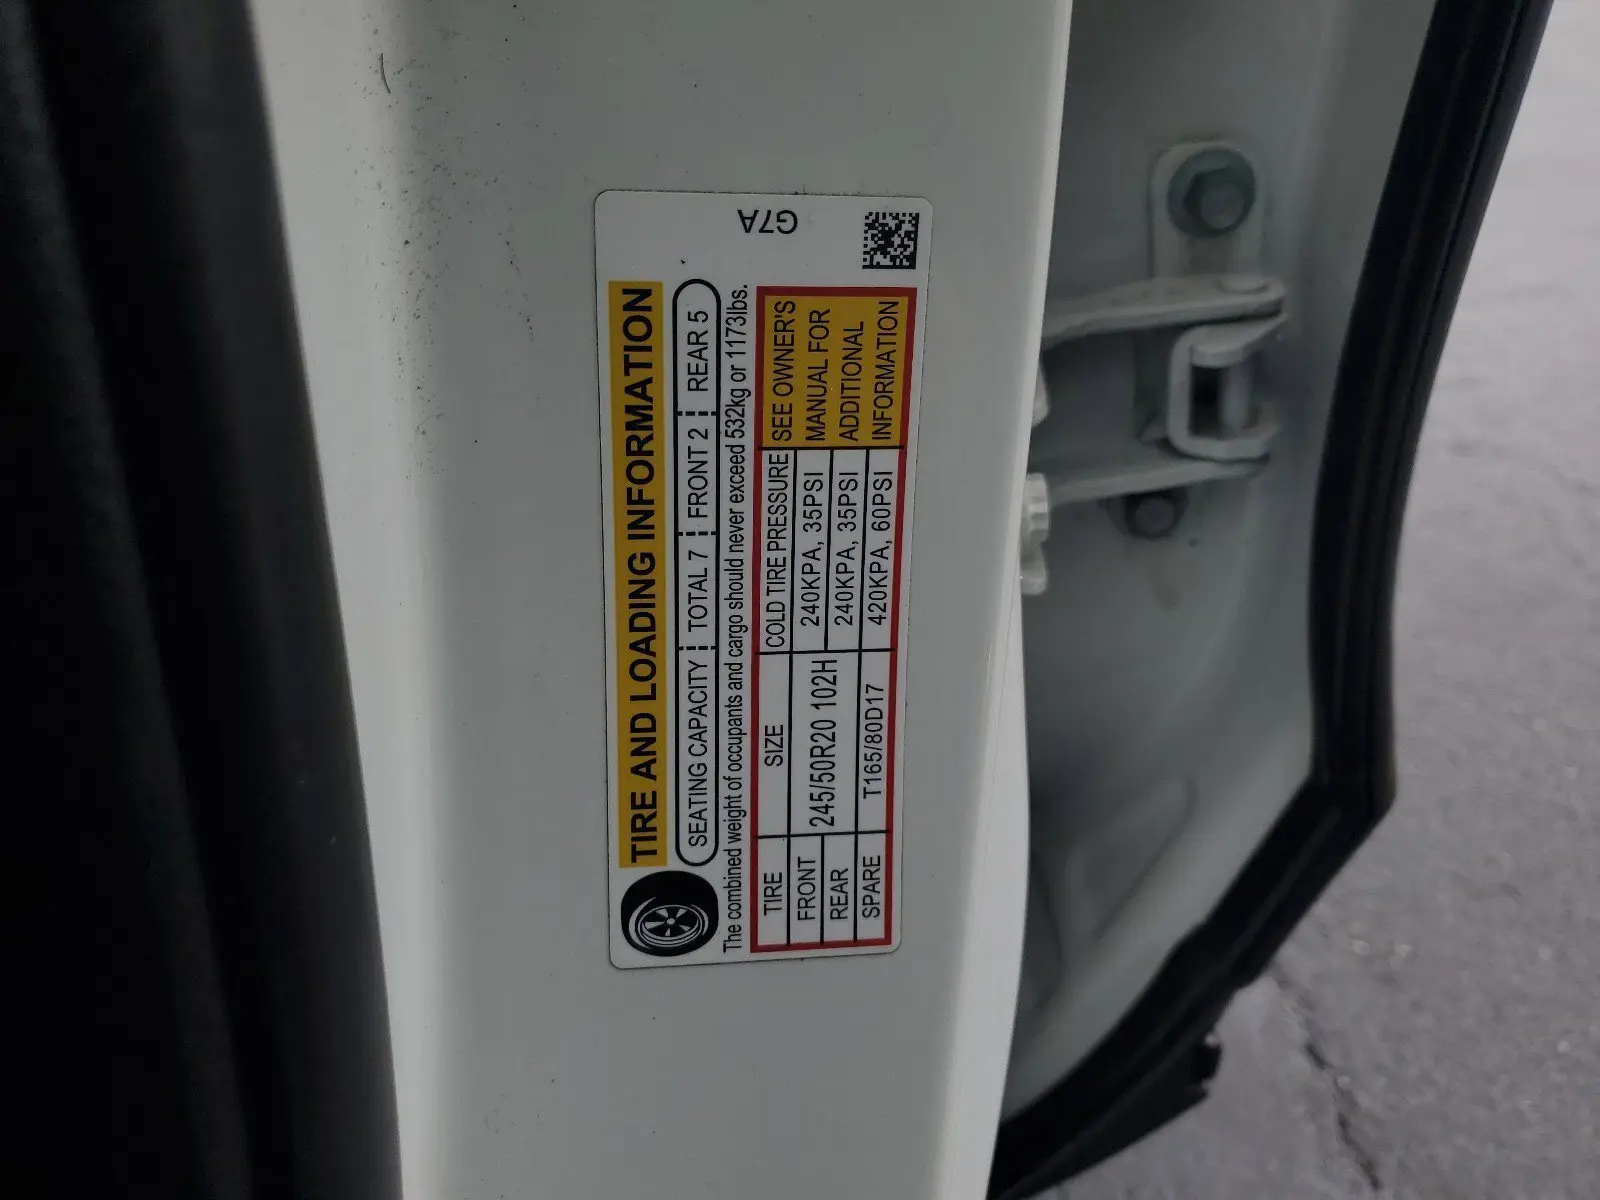 G7A
TIRE AND LOADING INFORMATION
SEATING CAPACITY TOTAL 7 FRONT 2 REAR 5
The combined weight of occupants and cargo should never exceed 532kg or 1173lbs.
TIRE SIZE COLD TIRE PRESSURE
FRONT 245/50R20 102H 240KPA, 35PSI
REAR 240KPA, 35PSI
SPARE T165/80D17 420KPA, 60PSI
SEE OWNER'S
MANUAL FOR
ADDITIONAL
INFORMATION